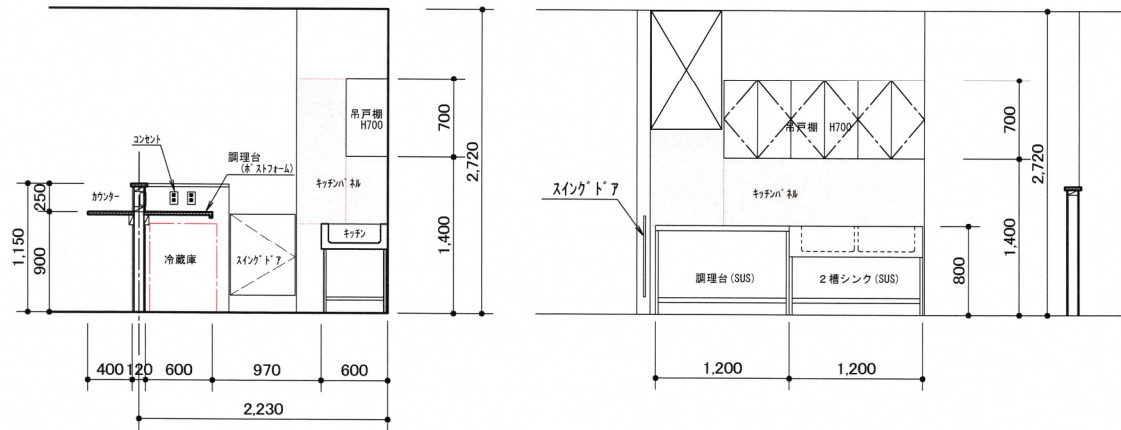 吊戸棚
H700
コンセント
調理台
(ポストフォーム)
カウンター
キッチンパネル
キッチン
冷蔵庫
スイングドア
250
900
1,150
700
1,400
2,720
400
120
600
970
600
2,230
吊戸棚 H700
キッチンパネル
スイングドア
調理台(SUS)
2槽シンク(SUS)
800
700
1,400
2,720
1,200
1,200